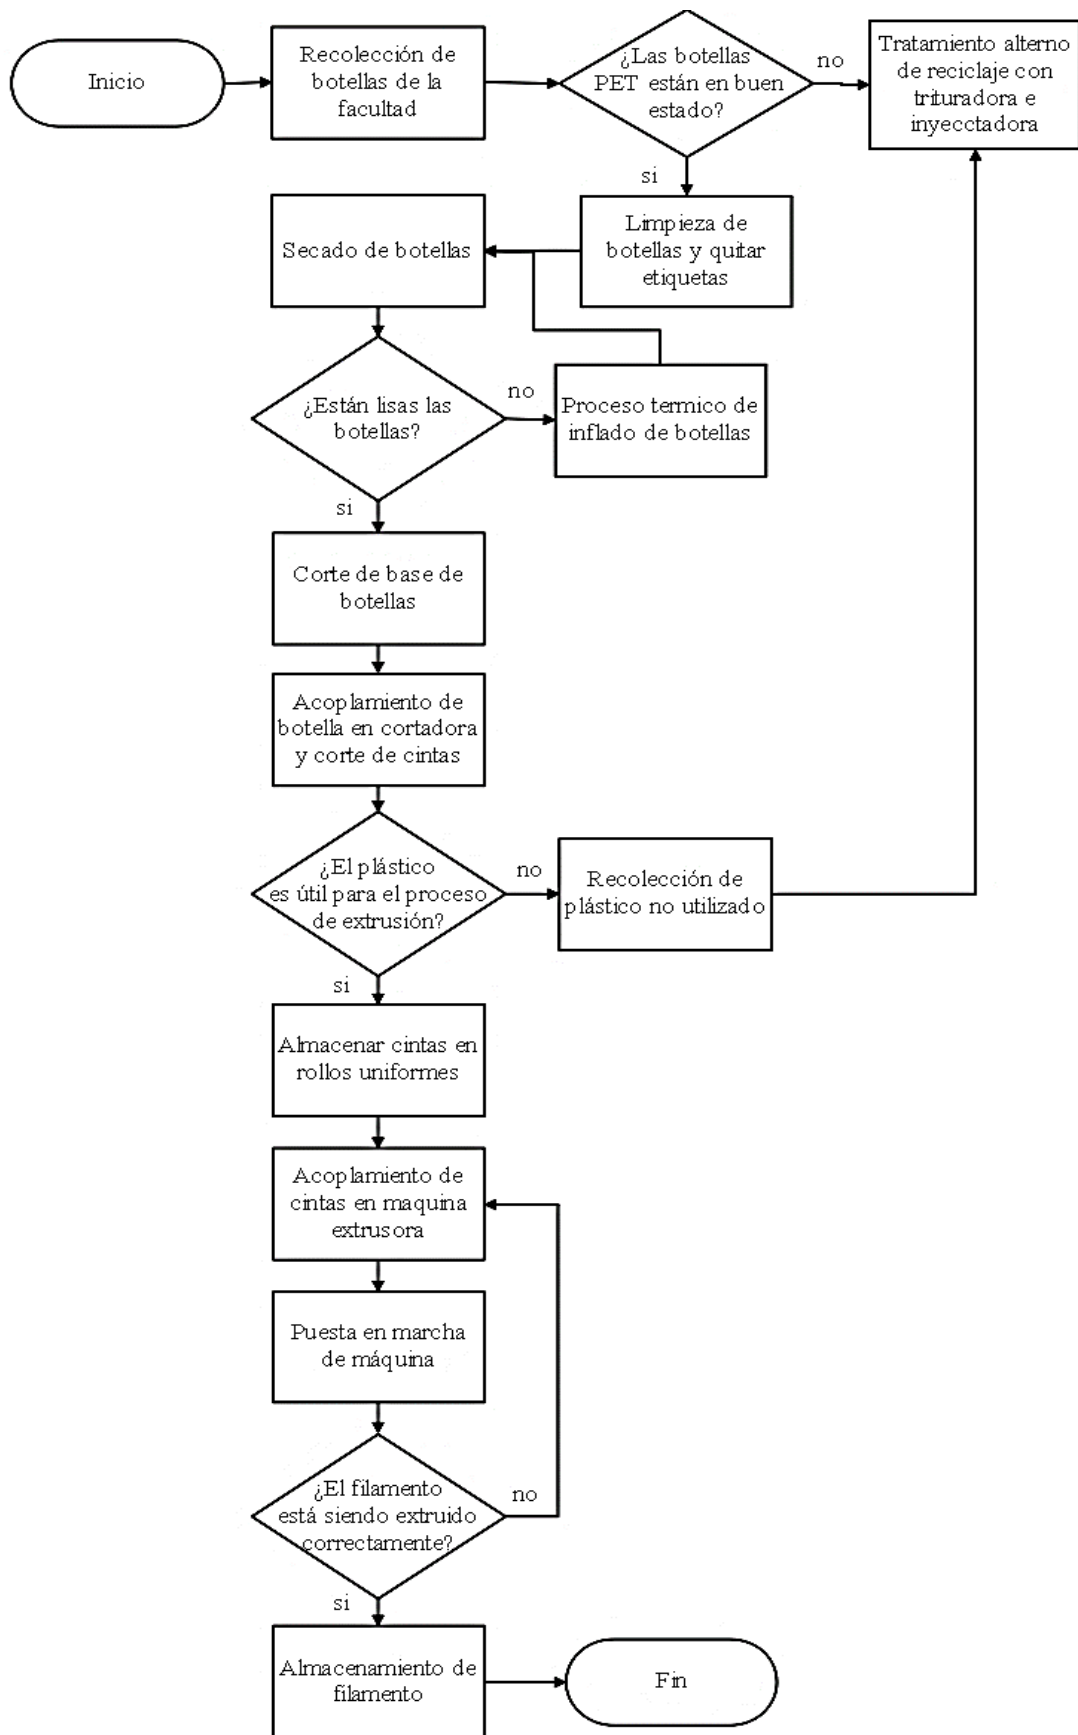 Inicio
Recolección de
botellas de la
facultad
¿Las botellas
PET están en buen
estado?
no
Tratamiento alterno
de reciclaje con
trituradora e
inyecctadora
si
Limpieza de
botellas y quitar
etiquetas
Secado de botellas
¿Están lisas las
botellas?
no
Proceso termico de
inflado de botellas
si
Corte de base de
botellas
Acoplamiento de
botella en cortadora
y corte de cintas
¿El plástico
es útil para el proceso
de extrusión?
no
Recolección de
plástico no utilizado
si
Almacenar cintas en
rollos uniformes
Acoplamiento de
cintas en maquina
extrusora
Puesta en marcha
de máquina
¿El filamento
está siendo extruido
correctamente?
no
si
Almacenamiento de
filamento
Fin